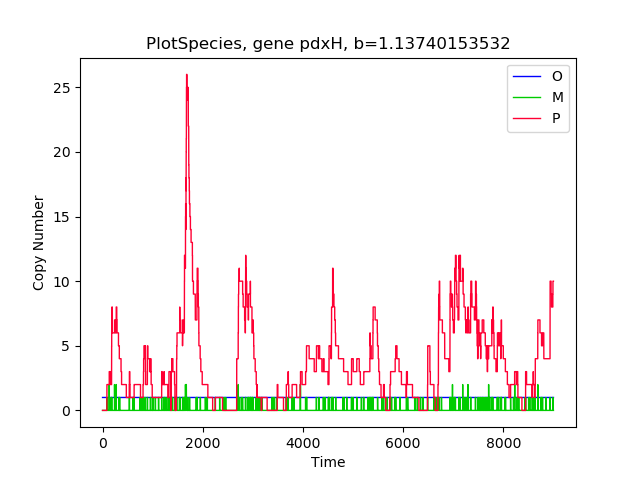 PlotSpecies, gene pdxH, b=1.13740153532
O
M
P
25
20
15
10
5
0
Copy Number
0 2000 4000 6000 8000
Time